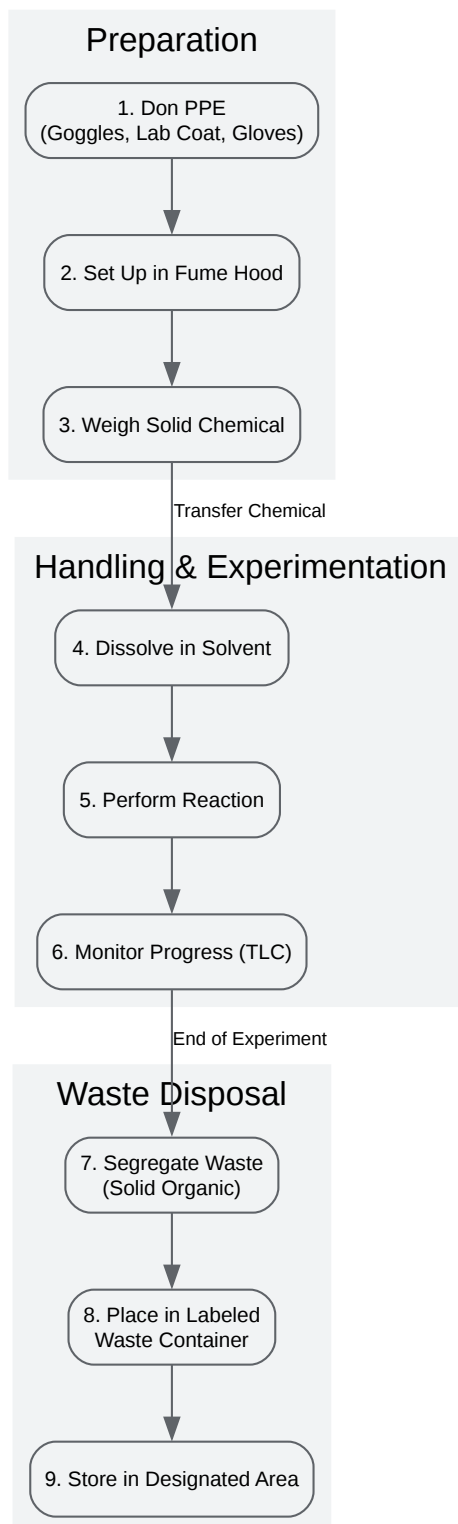 Preparation
1. Don PPE
(Goggles, Lab Coat, Gloves)
2. Set Up in Fume Hood
3. Weigh Solid Chemical
Transfer Chemical
Handling & Experimentation
4. Dissolve in Solvent
5. Perform Reaction
6. Monitor Progress (TLC)
End of Experiment
Waste Disposal
7. Segregate Waste
(Solid Organic)
8. Place in Labeled
Waste Container
9. Store in Designated Area